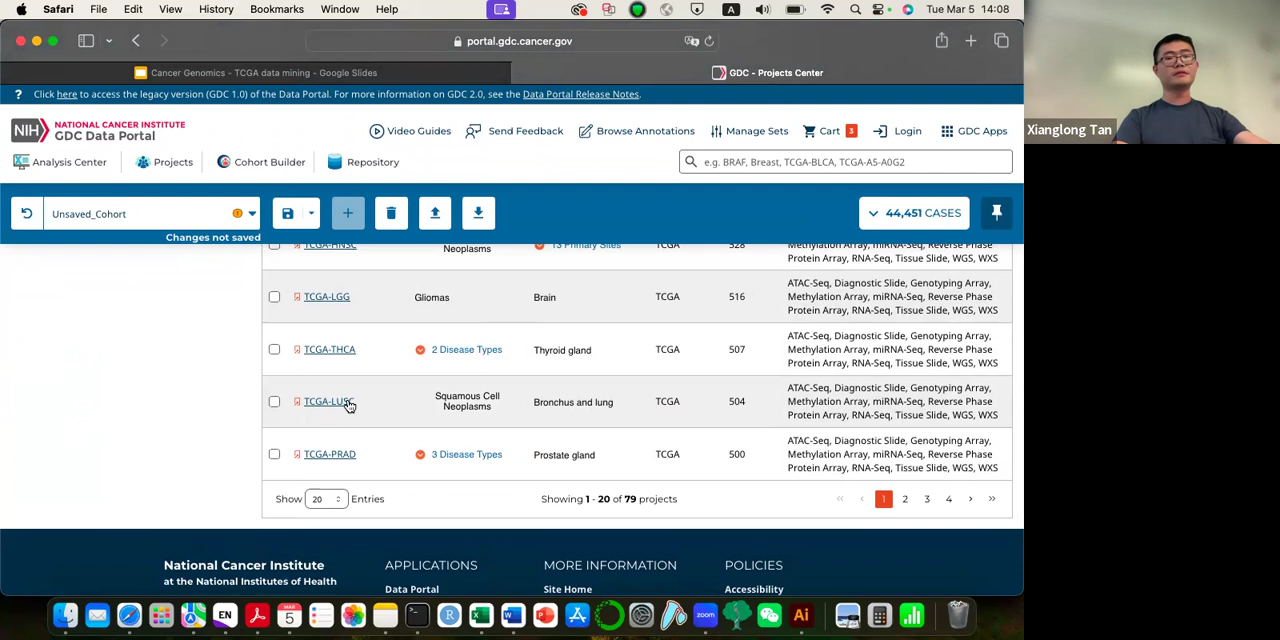 Safari File Edit View History Bookmarks Window Help A Tue Mar 5 14:08
portal.gdc.cancer.gov
Cancer Genomics - TCGA data mining - Google Slides
GDC - Projects Center
? Click here to access the legacy version (GDC 1.0) of the Data Portal. For more information on GDC 2.0, see the Data Portal Release Notes.
NIH NATIONAL CANCER INSTITUTE
GDC Data Portal
Video Guides Send Feedback Browse Annotations Manage Sets Cart 3 Login GDC Apps
Analysis Center Projects Cohort Builder Repository
e.g. BRAF, Breast, TCGA-BLCA, TCGA-A5-A0G2
Unsaved_Cohort
44,451 CASES
Changes not saved
Xianglong Tan
TCGA-HNSC Neoplasms 13 Primary Sites TCGA 528 Methylation Array, miRNA-Seq, Reverse Phase
Protein Array, RNA-Seq, Tissue Slide, WGS, WXS
TCGA-LGG Gliomas Brain TCGA 516 ATAC-Seq, Diagnostic Slide, Genotyping Array,
Methylation Array, miRNA-Seq, Reverse Phase
Protein Array, RNA-Seq, Tissue Slide, WGS, WXS
TCGA-THCA 2 Disease Types Thyroid gland TCGA 507 ATAC-Seq, Diagnostic Slide, Genotyping Array,
Methylation Array, miRNA-Seq, Reverse Phase
Protein Array, RNA-Seq, Tissue Slide, WGS, WXS
TCGA-LUSC Squamous Cell Neoplasms Bronchus and lung TCGA 504 ATAC-Seq, Diagnostic Slide, Genotyping Array,
Methylation Array, miRNA-Seq, Reverse Phase
Protein Array, RNA-Seq, Tissue Slide, WGS, WXS
TCGA-PRAD 3 Disease Types Prostate gland TCGA 500 ATAC-Seq, Diagnostic Slide, Genotyping Array,
Methylation Array, miRNA-Seq, Reverse Phase
Protein Array, RNA-Seq, Tissue Slide, WGS, WXS
Show 20 Entries
Showing 1 - 20 of 79 projects
1 2 3 4
National Cancer Institute
at the National Institutes of Health
APPLICATIONS
Data Portal
MORE INFORMATION
Site Home
POLICIES
Accessibility
EN
MAR
5
R
zoom
Ai